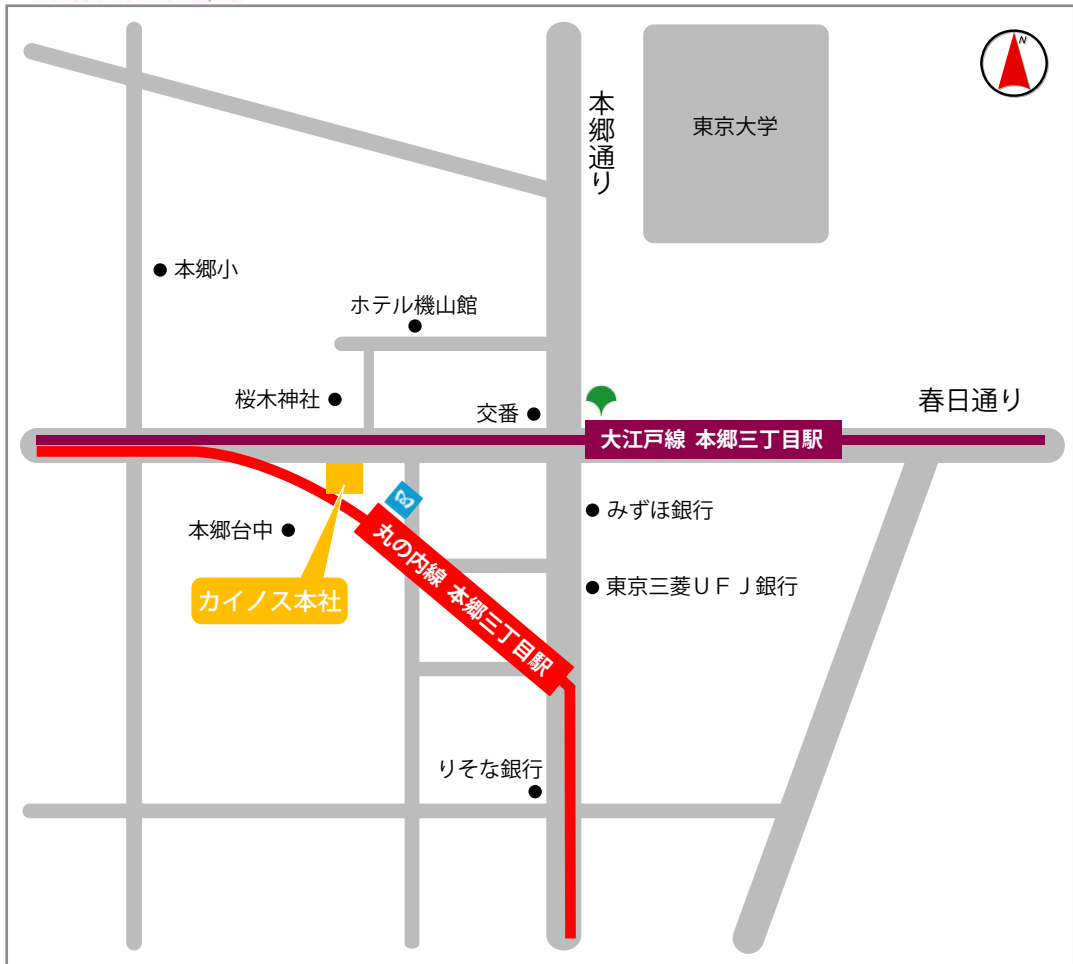 N
本郷通り
東京大学
本郷小
ホテル機山館
桜木神社
交番
春日通り
大江戸線 本郷三丁目駅
みずほ銀行
本郷台中
丸の内線 本郷三丁目駅
東京三菱ＵＦＪ銀行
カイノス本社
りそな銀行